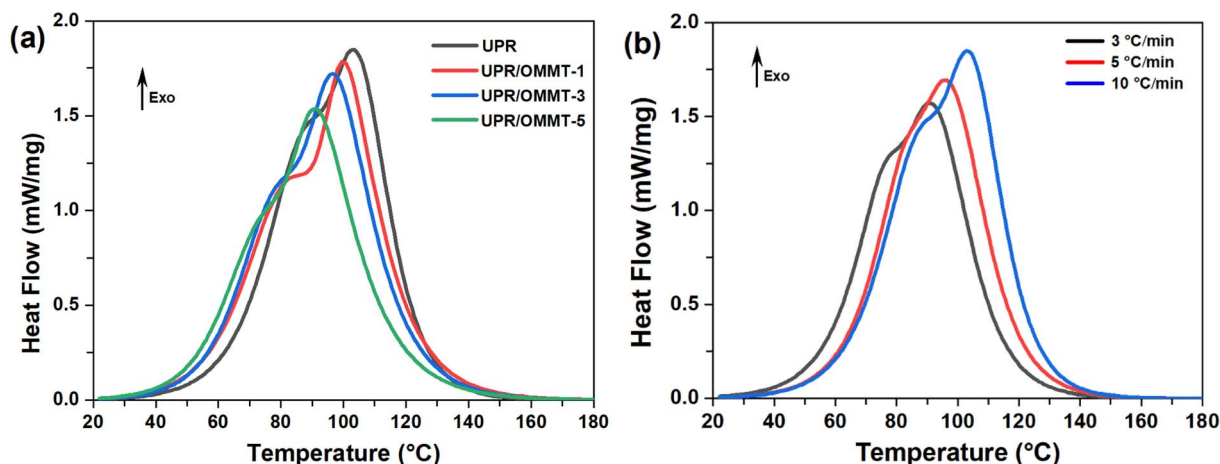 (a)
Heat Flow (mW/mg)
2.0
1.5
1.0
0.5
0.0
Exo
UPR
UPR/OMMT-1
UPR/OMMT-3
UPR/OMMT-5
20 40 60 80 100 120 140 160 180
Temperature (°C)
(b)
Heat Flow (mW/mg)
2.0
1.5
1.0
0.5
0.0
Exo
3 °C/min
5 °C/min
10 °C/min
20 40 60 80 100 120 140 160 180
Temperature (°C)